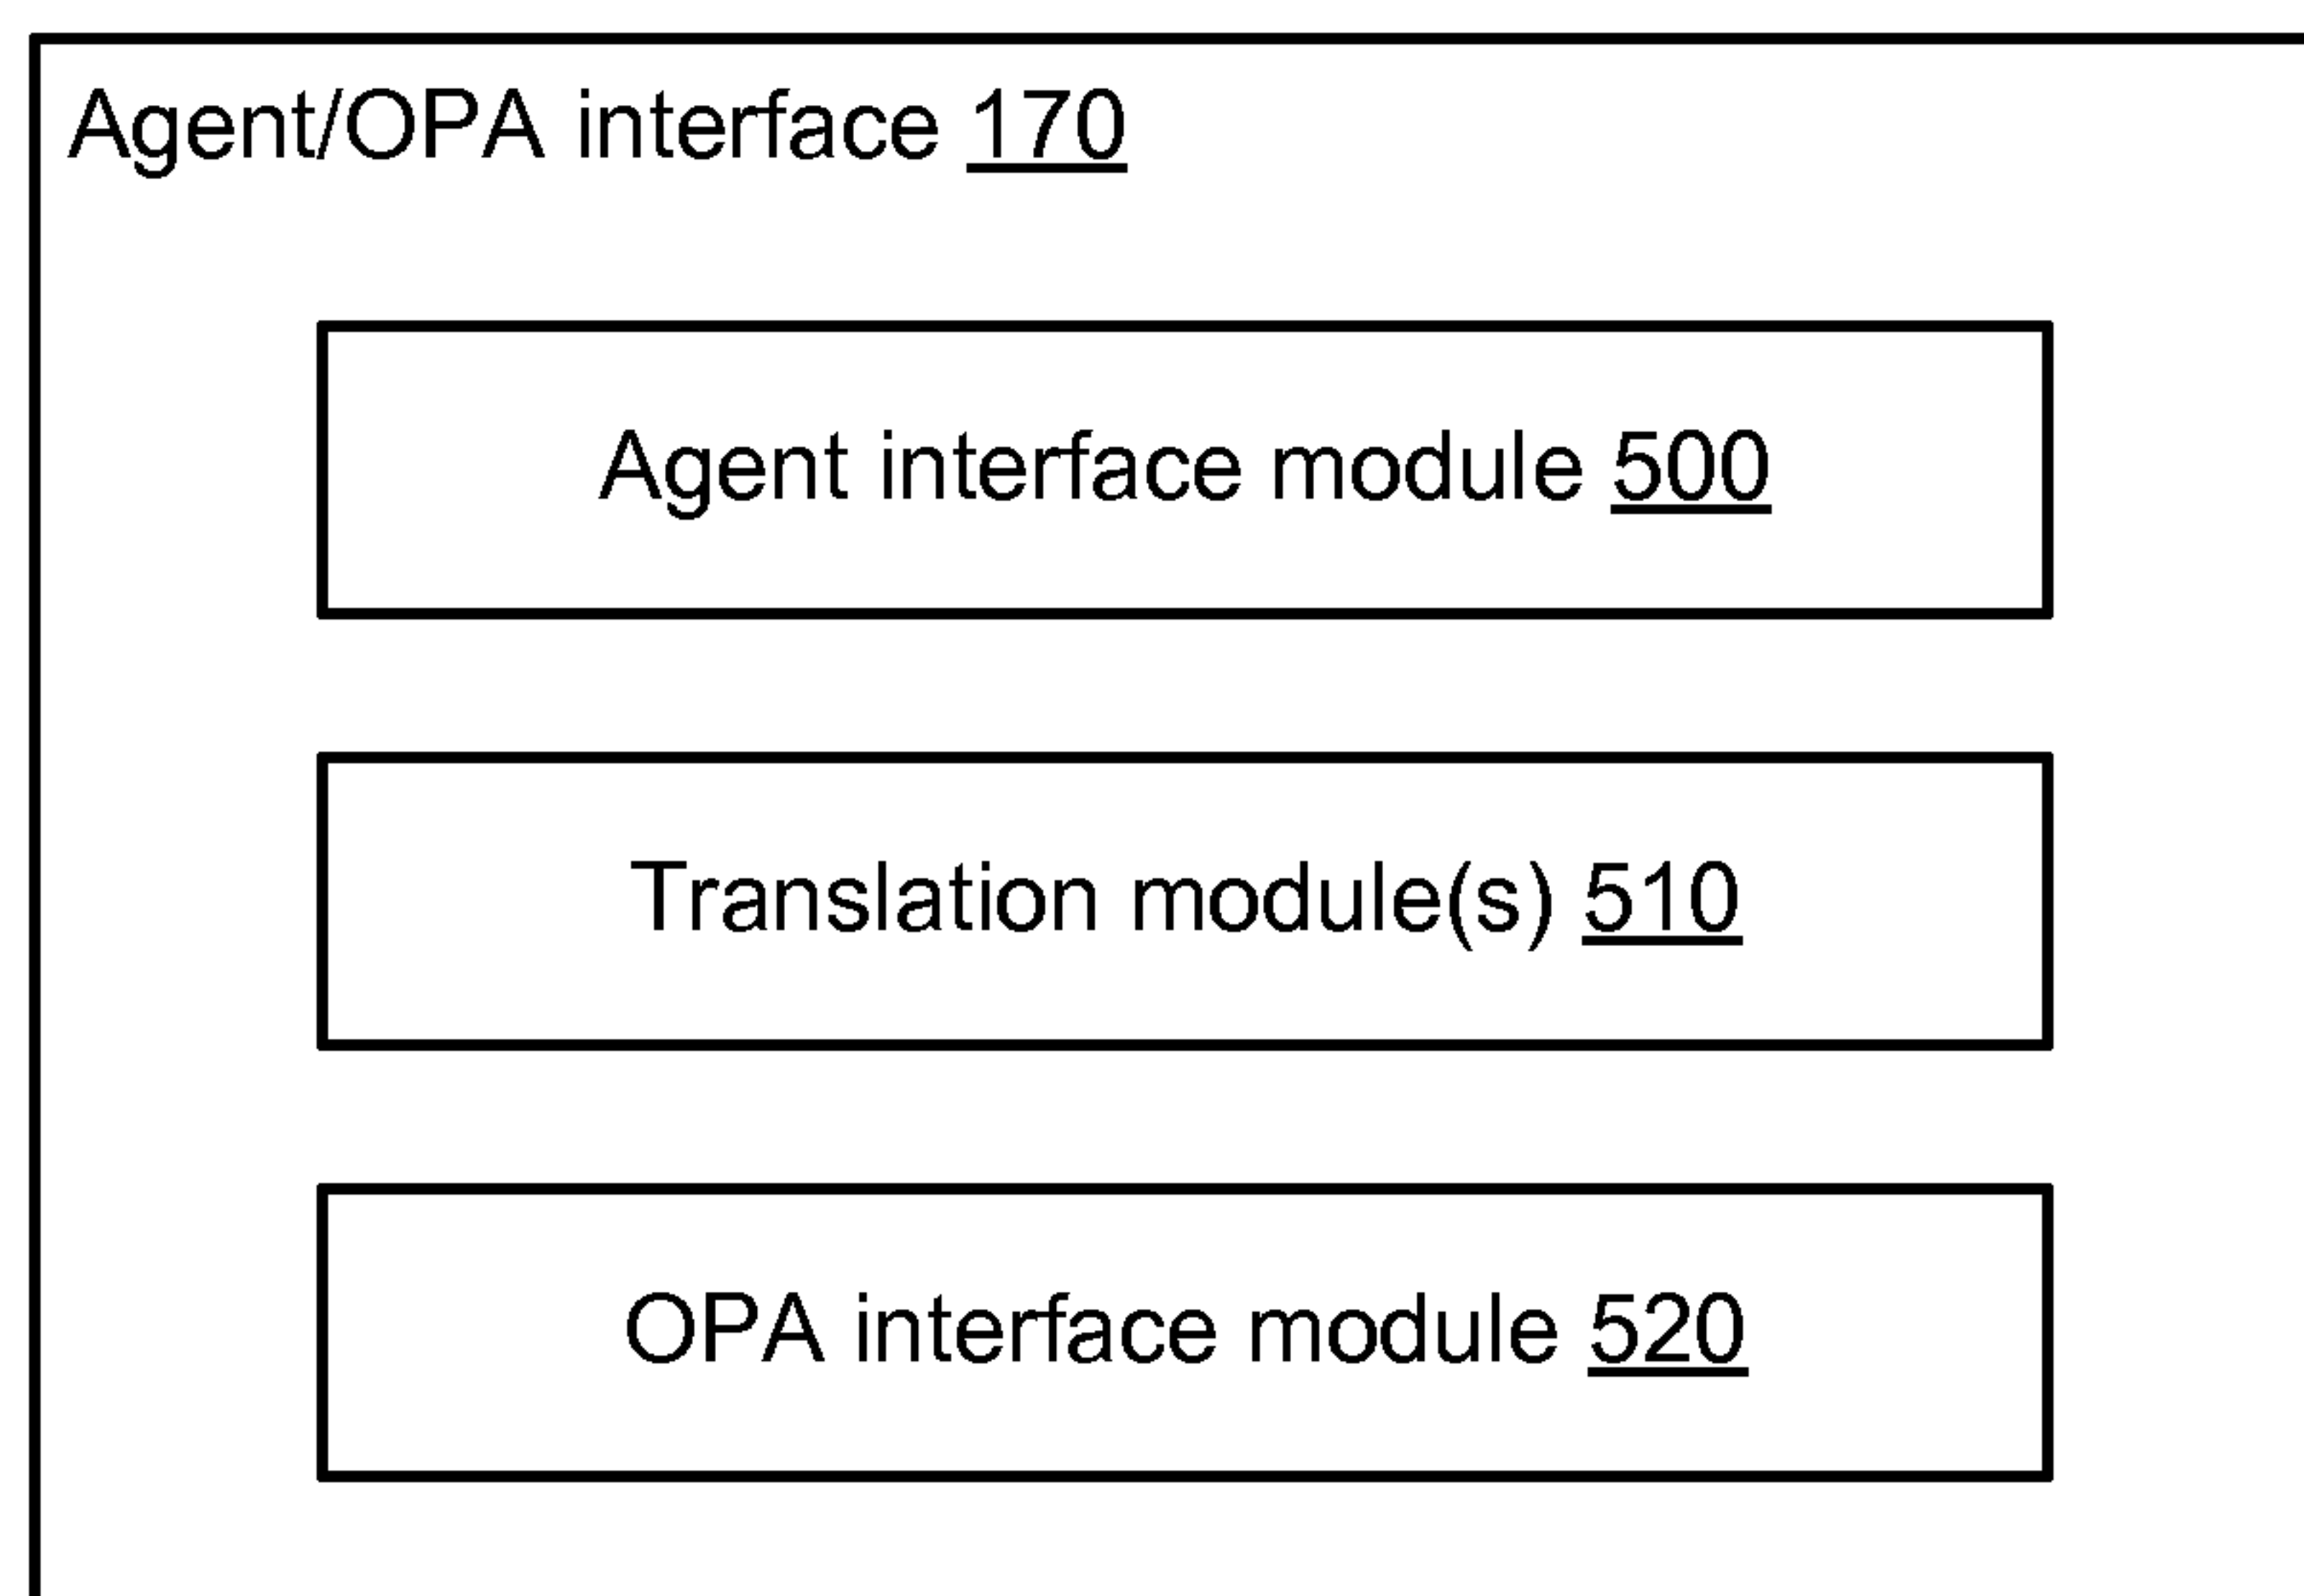 Agent/OPA interface 170
Agent interface module 500
Translation module(s) 510
OPA interface module 520